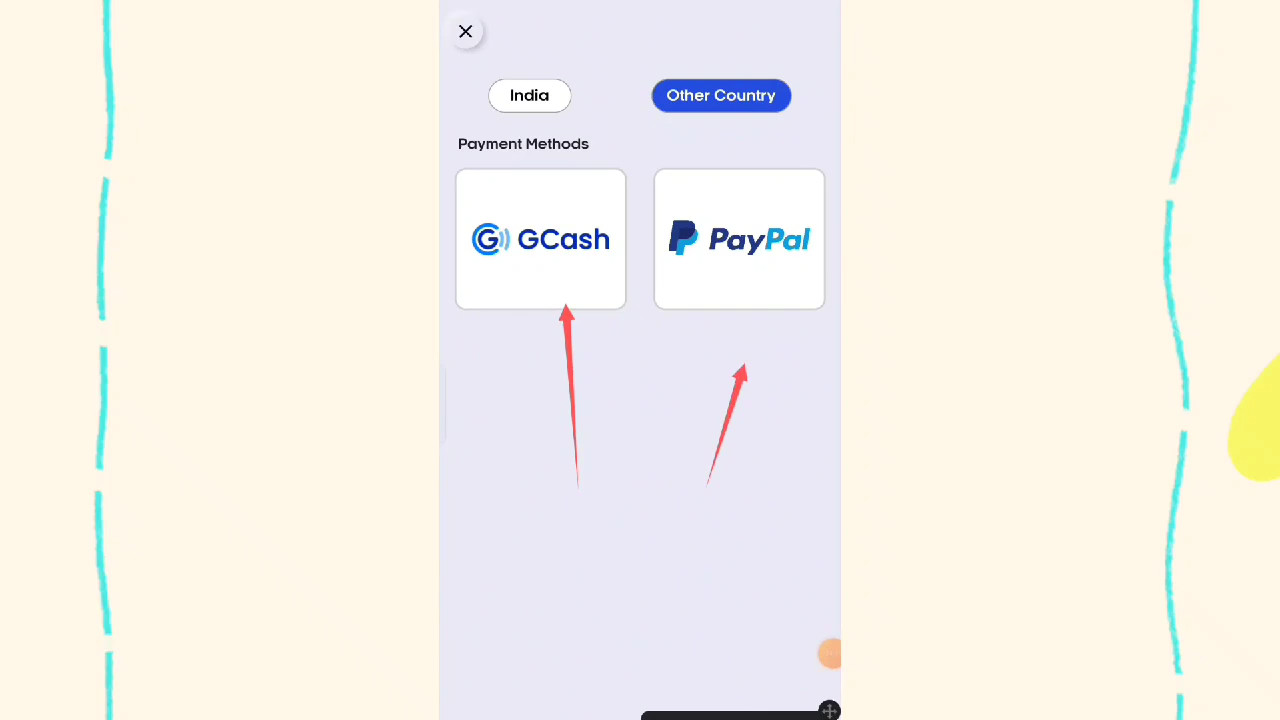 India
Other Country
Payment Methods
GCash
PayPal